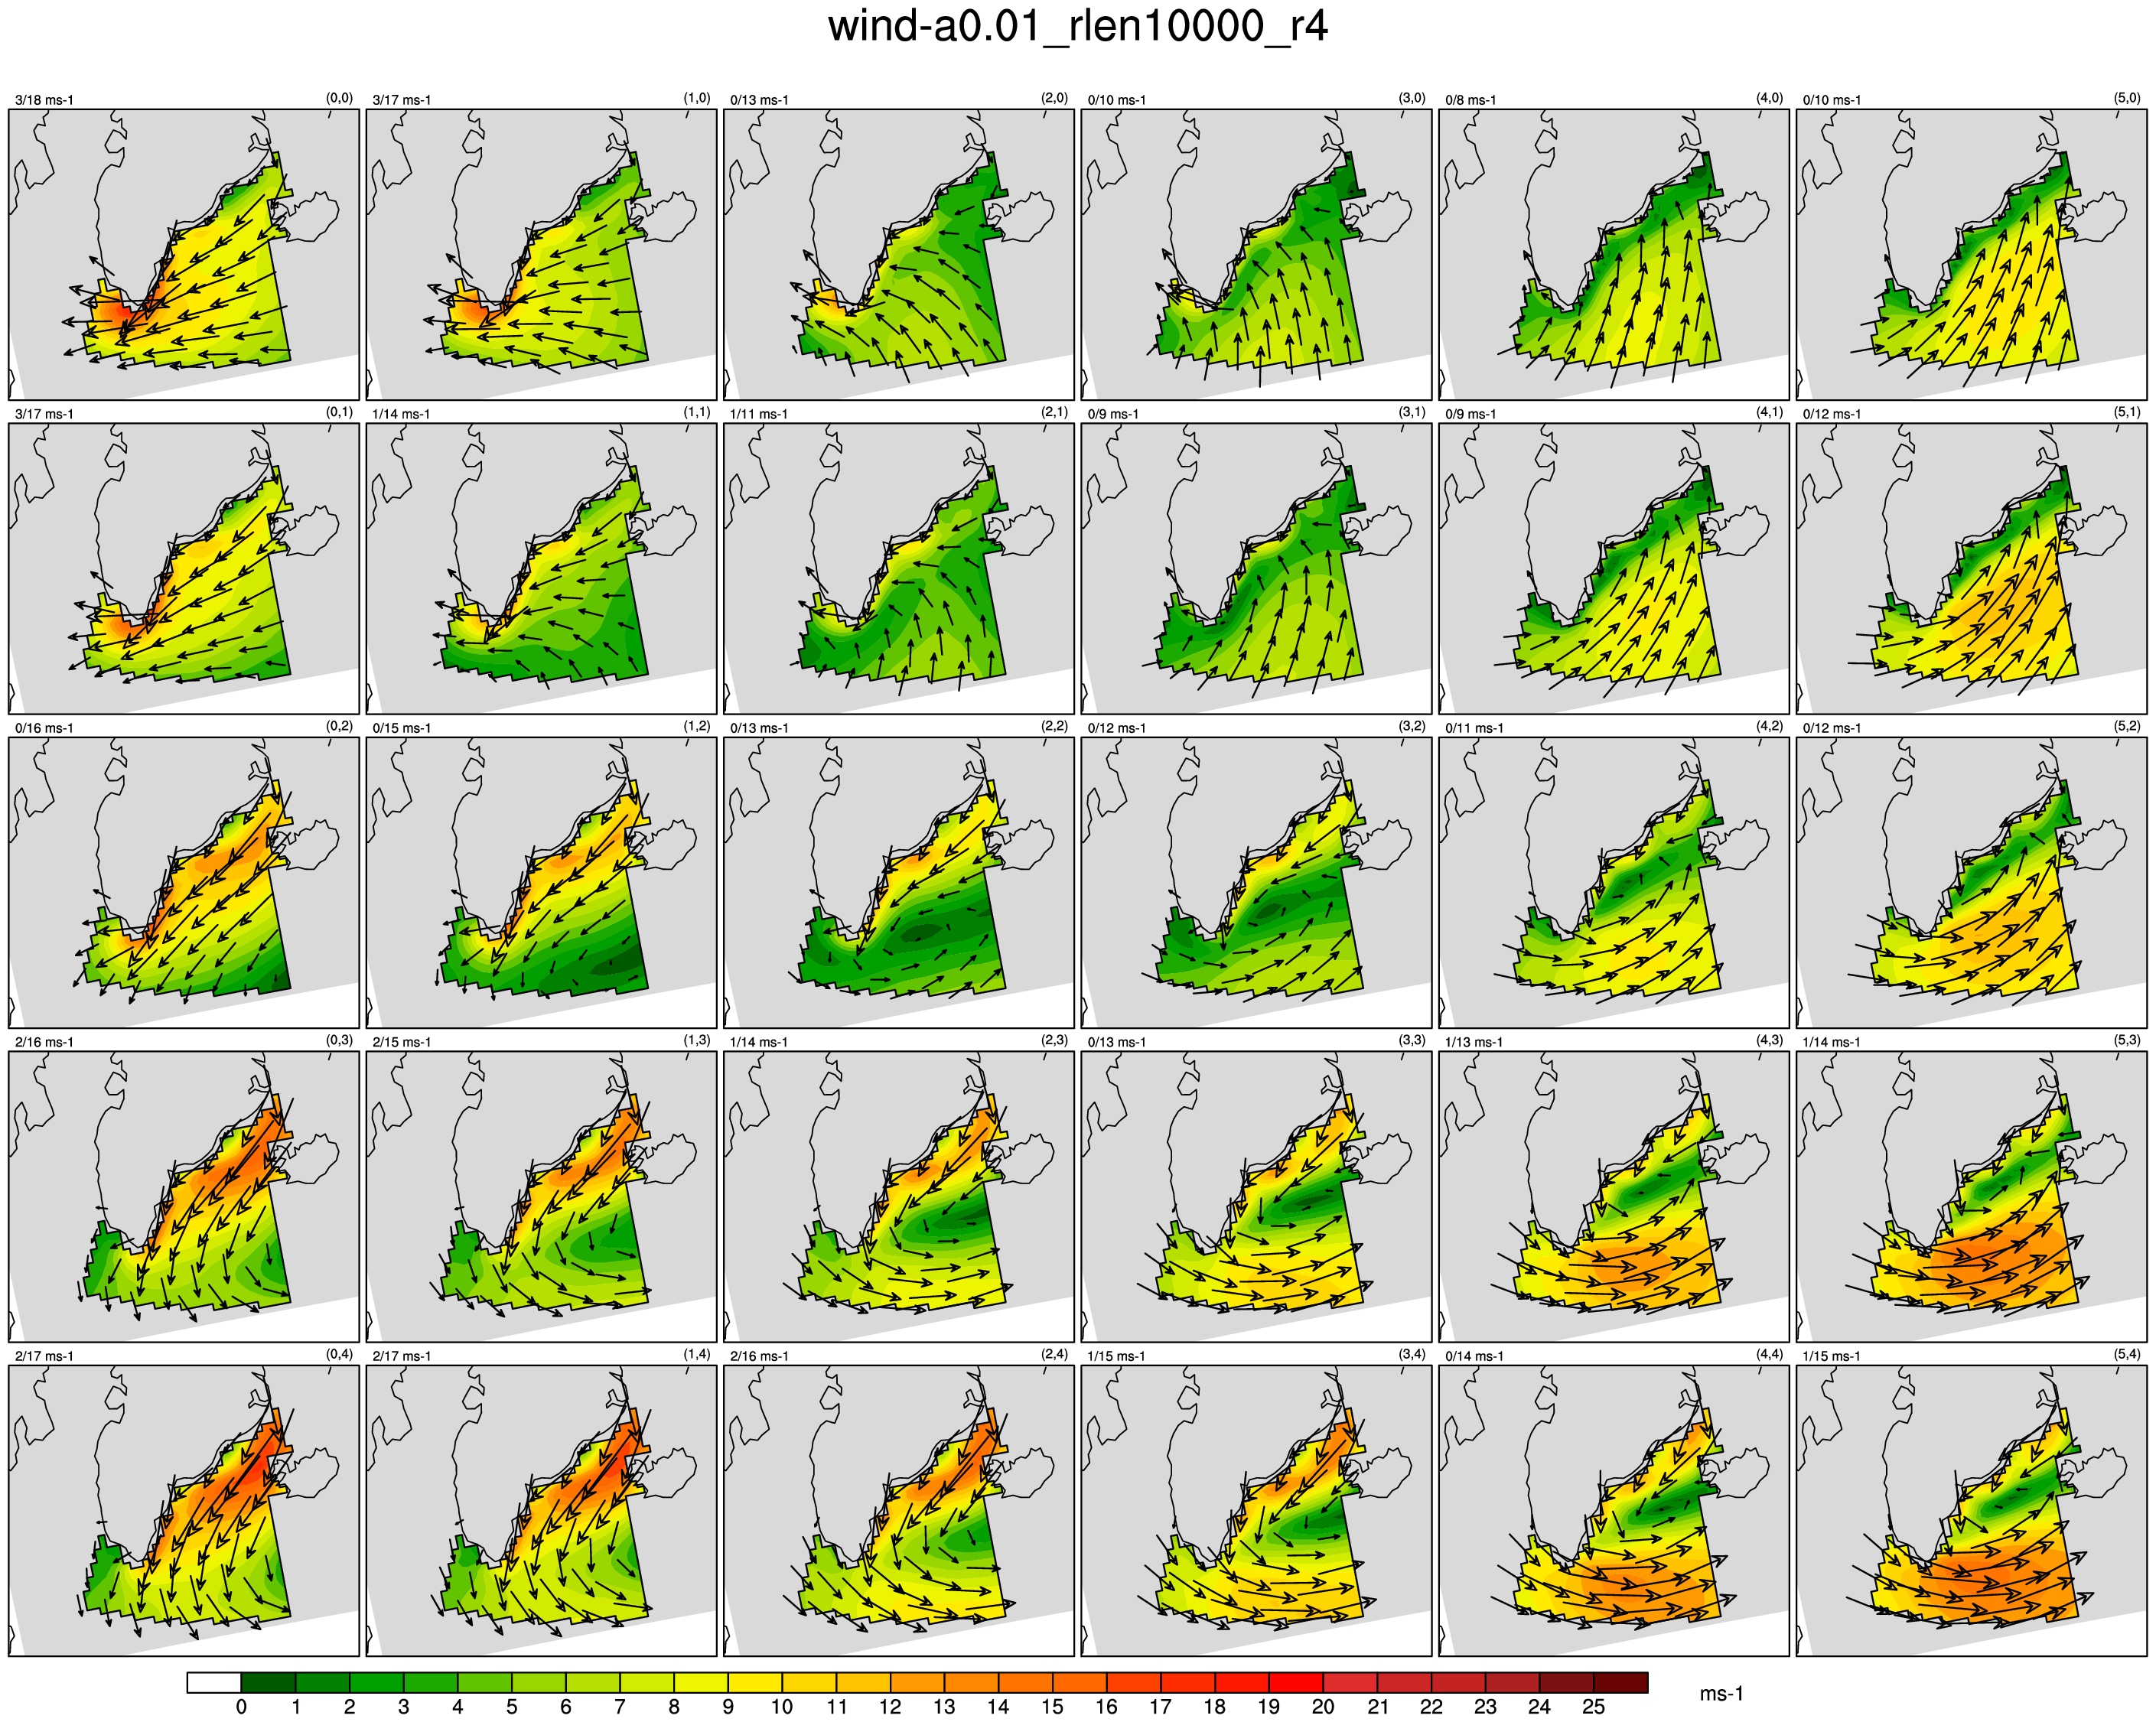 wind-a0.01_rlen10000_r4
3/18 ms-1 (0,0) 3/17 ms-1 (1,0) 0/13 ms-1 (2,0) 0/10 ms-1 (3,0) 0/8 ms-1 (4,0) 0/10 ms-1 (5,0)
3/17 ms-1 (0,1) 1/14 ms-1 (1,1) 1/11 ms-1 (2,1) 0/9 ms-1 (3,1) 0/9 ms-1 (4,1) 0/12 ms-1 (5,1)
0/16 ms-1 (0,2) 0/15 ms-1 (1,2) 0/13 ms-1 (2,2) 0/12 ms-1 (3,2) 0/11 ms-1 (4,2) 0/12 ms-1 (5,2)
2/16 ms-1 (0,3) 2/15 ms-1 (1,3) 1/14 ms-1 (2,3) 0/13 ms-1 (3,3) 1/13 ms-1 (4,3) 1/14 ms-1 (5,3)
2/17 ms-1 (0,4) 2/17 ms-1 (1,4) 2/16 ms-1 (2,4) 1/15 ms-1 (3,4) 0/14 ms-1 (4,4) 1/15 ms-1 (5,4)
0 1 2 3 4 5 6 7 8 9 10 11 12 13 14 15 16 17 18 19 20 21 22 23 24 25 ms-1